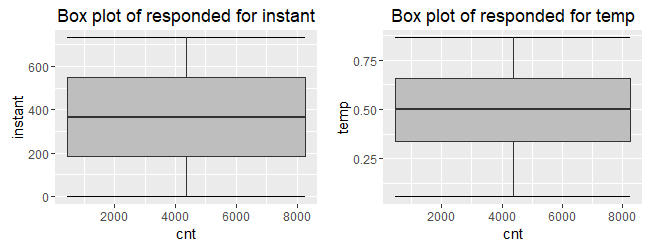 Box plot of responded for instant
600
400
200
0
instant
2000 4000 6000 8000
cnt
Box plot of responded for temp
0.75
0.50
0.25
temp
2000 4000 6000 8000
cnt